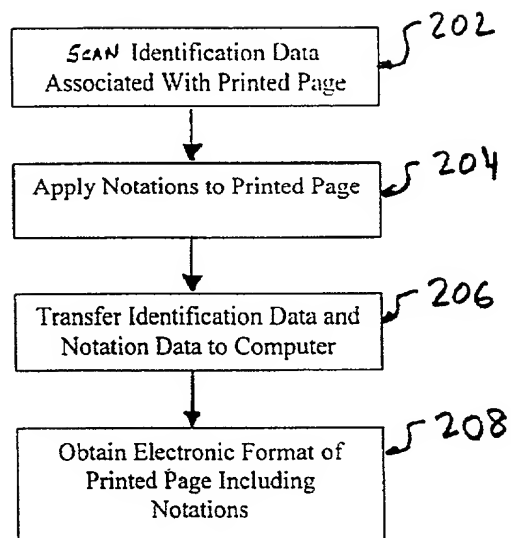 SCAN Identification Data
Associated With Printed Page
202
Apply Notations to Printed Page
204
Transfer Identification Data and
Notation Data to Computer
206
Obtain Electronic Format of
Printed Page Including
Notations
208